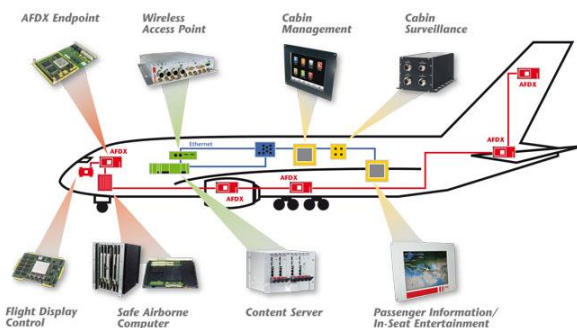 AFDX Endpoint
Wireless
Access Point
Cabin
Management
Cabin
Surveillance
AFDX
Ethernet
AFDX
AFDX
AFDX
AFDX
Flight Display
Control
Safe Airborne
Computer
Content Server
Passenger Information/
In-Seat Entertainment